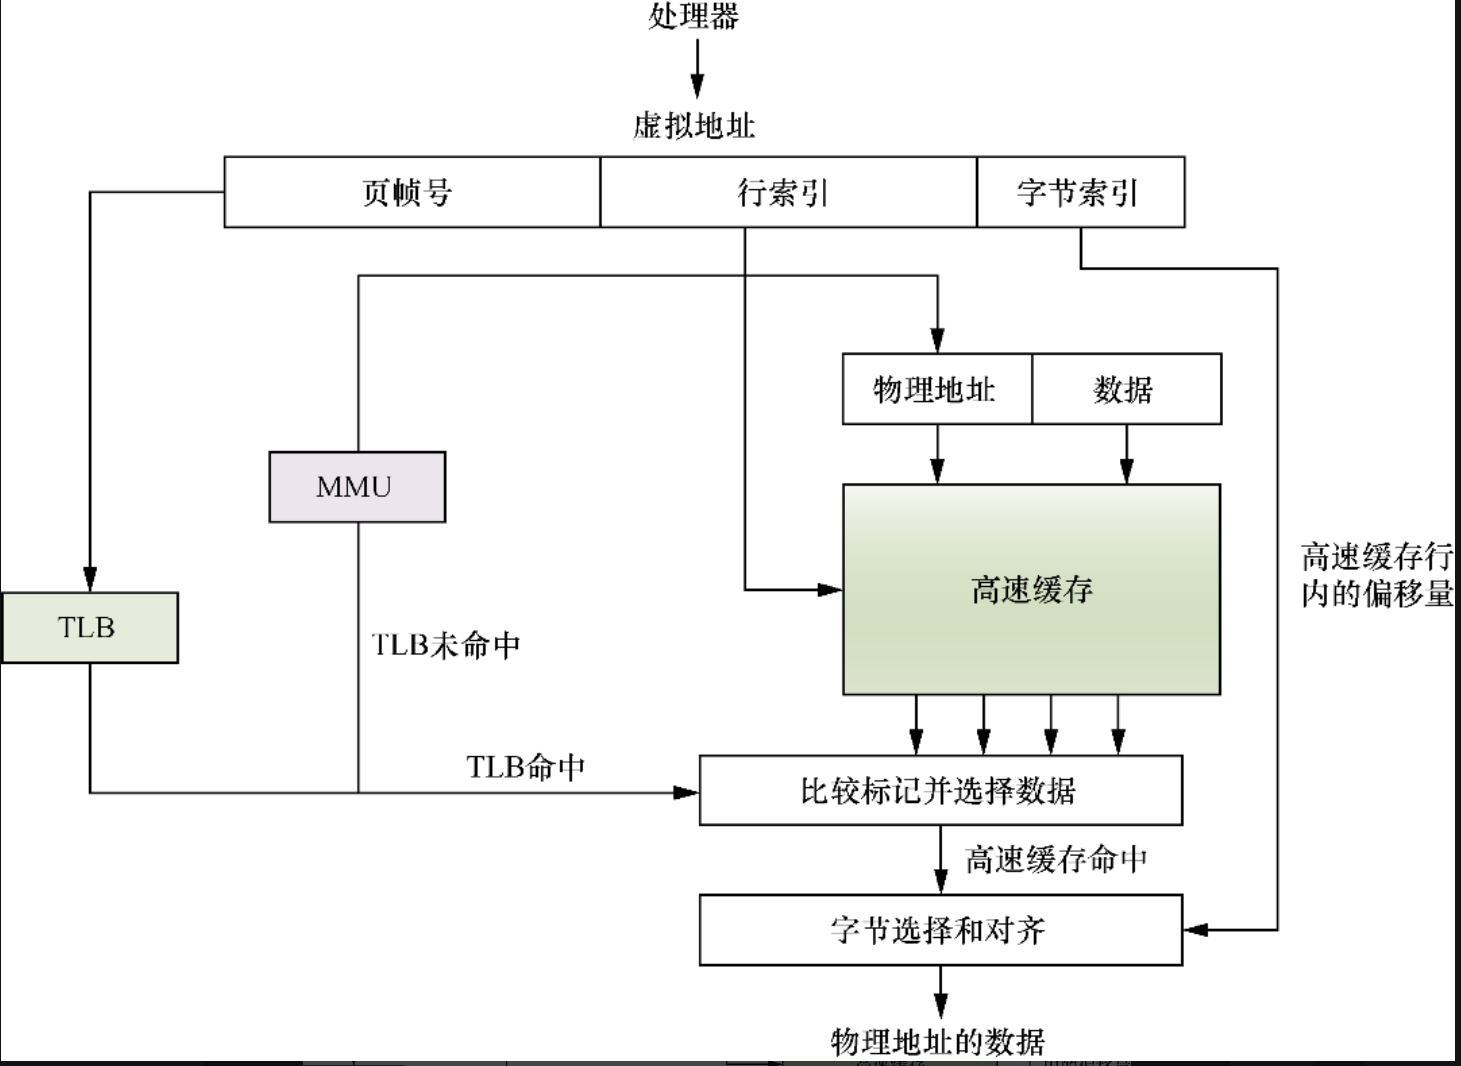 处理器
虚拟地址
页帧号
行索引
字节索引
物理地址
数据
MMU
高速缓存
高速缓存行
内的偏移量
TLB
TLB未命中
TLB命中
比较标记并选择数据
高速缓存命中
字节选择和对齐
物理地址的数据